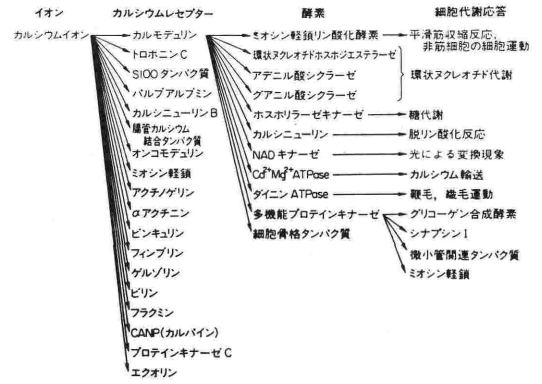 イオン
カルシウムレセプター
酵素
細胞代謝応答
カルシウムイオン
カルモデュリン
トロホニンC
S100タンパク質
パルブアルブミン
カルシニューリンB
腸管カルシウム
結合タンパク質
オンコモデュリン
ミオシン軽鎖
アクチノゲリン
αアクチニン
ビンキュリン
フィンブリン
ゲルゾリン
ビリン
フラクミン
CANP(カルパイン)
プロテインキナーゼC
エクオリン
ミオシン軽鎖リン酸化酵素
環状ヌクレオチドホスホジエステラーゼ
アデニル酸シクラーゼ
グアニル酸シクラーゼ
ホスホリラーゼキナーゼ
カルシニューリン
NADキナーゼ
Ca²⁺Mg²⁺ATPase
ダイニンATPase
多機能プロテインキナーゼ
細胞骨格タンパク質
平滑筋収縮反応,
非筋細胞の細胞運動
環状ヌクレオチド代謝
糖代謝
脱リン酸化反応
光による変換現象
カルシウム輸送
鞭毛, 繊毛運動
グリコーゲン合成酵素
シナプシンI
微小管関連タンパク質
ミオシン軽鎖